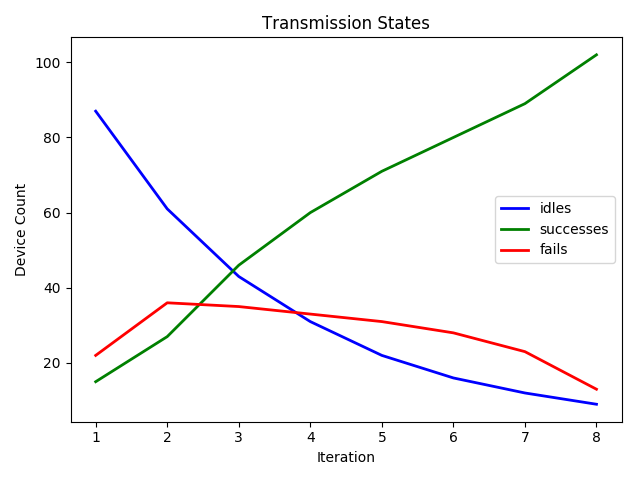 Transmission States
100
80
60
40
20
Device Count
idles
successes
fails
1 2 3 4 5 6 7 8
Iteration